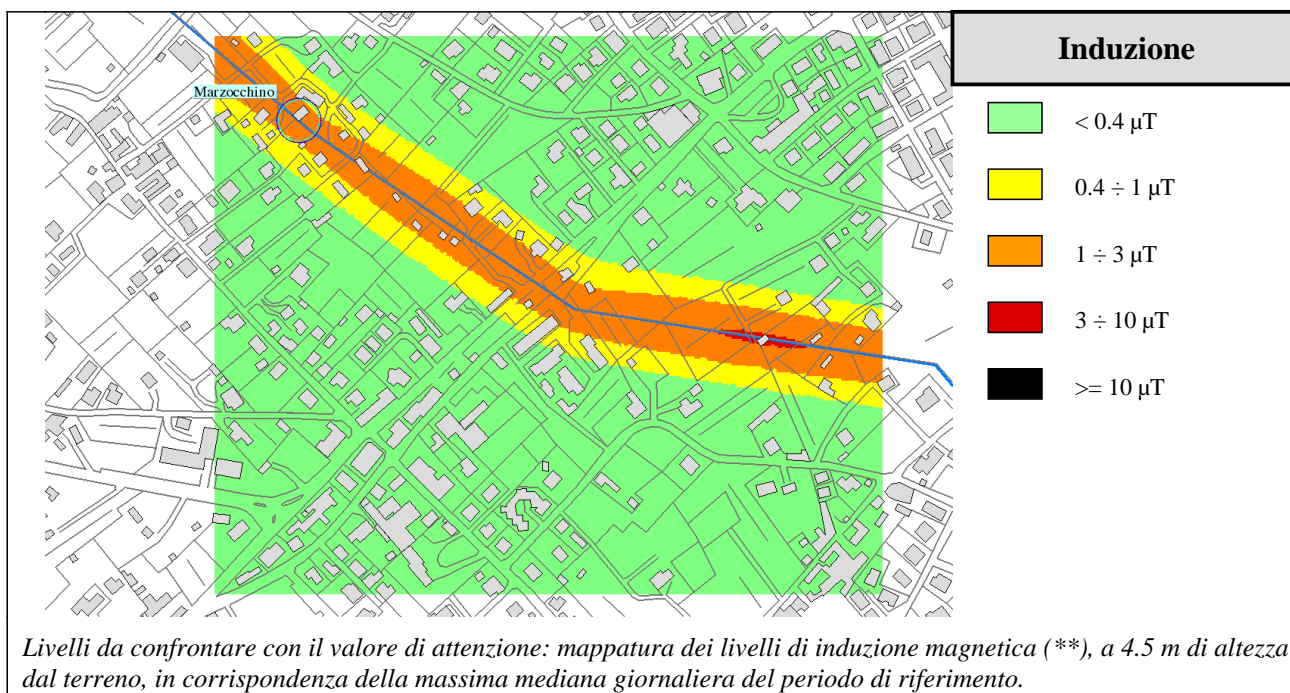 Marzocchino
Induzione
< 0.4 µT
0.4 ÷ 1 µT
1 ÷ 3 µT
3 ÷ 10 µT
>= 10 µT
Livelli da confrontare con il valore di attenzione: mappatura dei livelli di induzione magnetica (**), a 4.5 m di altezza
dal terreno, in corrispondenza della massima mediana giornaliera del periodo di riferimento.